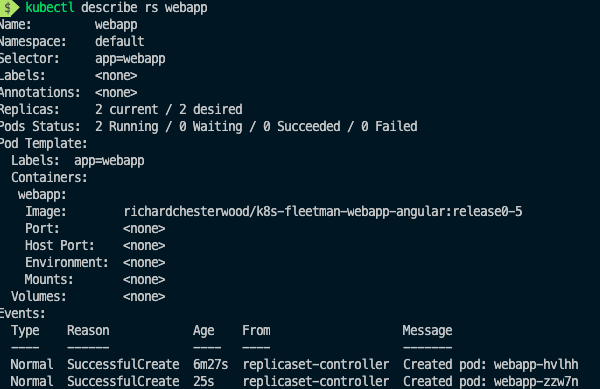 $ kubectl describe rs webapp
Name: webapp
Namespace: default
Selector: app=webapp
Labels: <none>
Annotations: <none>
Replicas: 2 current / 2 desired
Pods Status: 2 Running / 0 Waiting / 0 Succeeded / 0 Failed
Pod Template:
Labels: app=webapp
Containers:
webapp:
Image: richardchesterwood/k8s-fleetman-webapp-angular:release0-5
Port: <none>
Host Port: <none>
Environment: <none>
Mounts: <none>
Volumes: <none>
Events:
Type Reason Age From Message
---- ------ ---- ---- -------
Normal SuccessfulCreate 6m27s replicaset-controller Created pod: webapp-hvlhh
Normal SuccessfulCreate 25s replicaset-controller Created pod: webapp-zzw7n